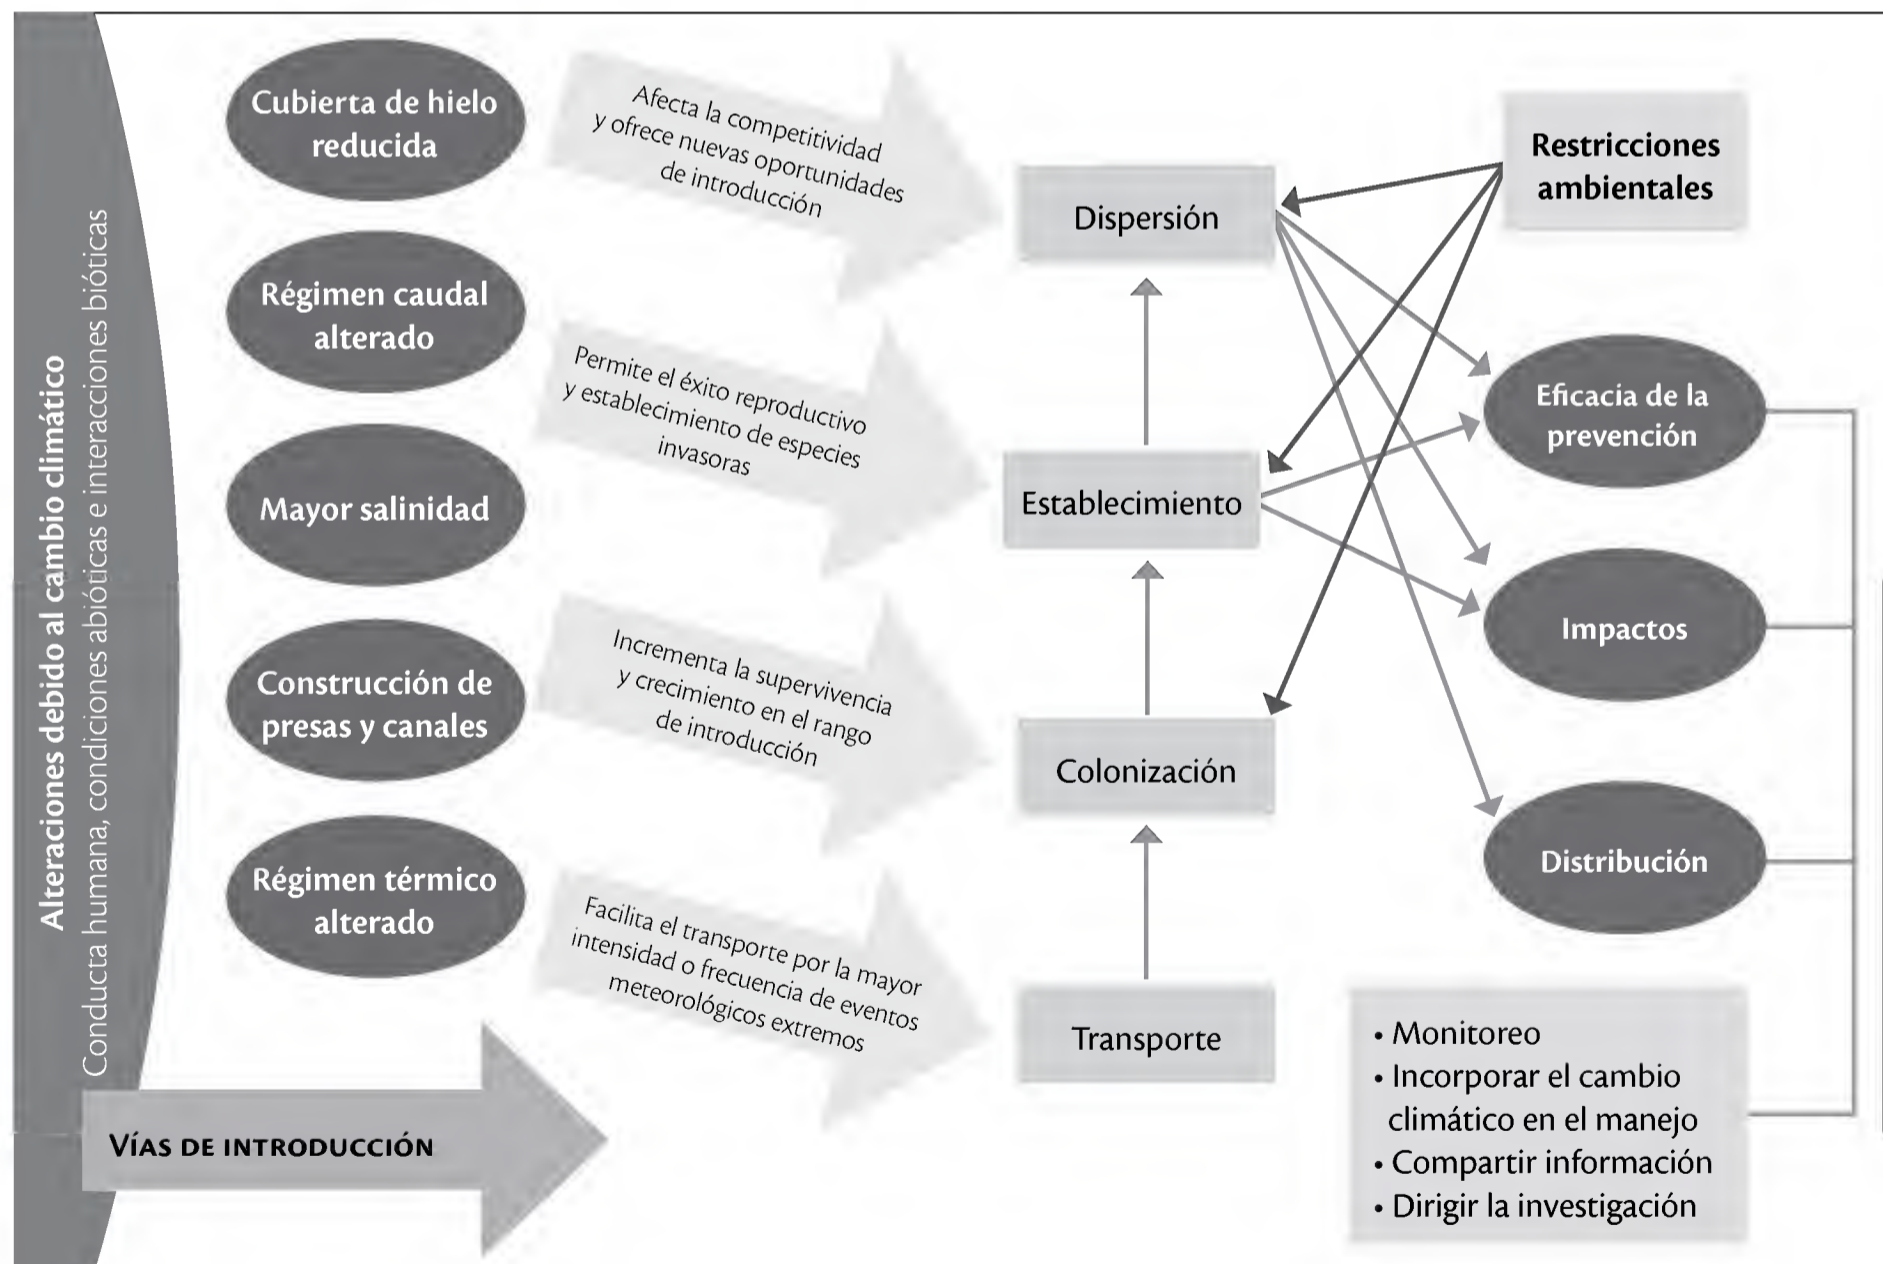 Alteraciones debido al cambio climático
Conducta humana, condiciones abióticas e interacciones bióticas
Cubierta de hielo
reducida
Régimen caudal
alterado
Mayor salinidad
Construcción de
presas y canales
Régimen térmico
alterado
VÍAS DE INTRODUCCIÓN
Afecta la competitividad
y ofrece nuevas oportunidades
de introducción
Permite el éxito reproductivo
y establecimiento de especies
invasoras
Incrementa la supervivencia
y crecimiento en el rango
de introducción
Facilita el transporte por la mayor
intensidad o frecuencia de eventos
meteorológicos extremos
Dispersión
Establecimiento
Colonización
Transporte
Restricciones
ambientales
Eficacia de la
prevención
Impactos
Distribución
• Monitoreo
• Incorporar el cambio
climático en el manejo
• Compartir información
• Dirigir la investigación